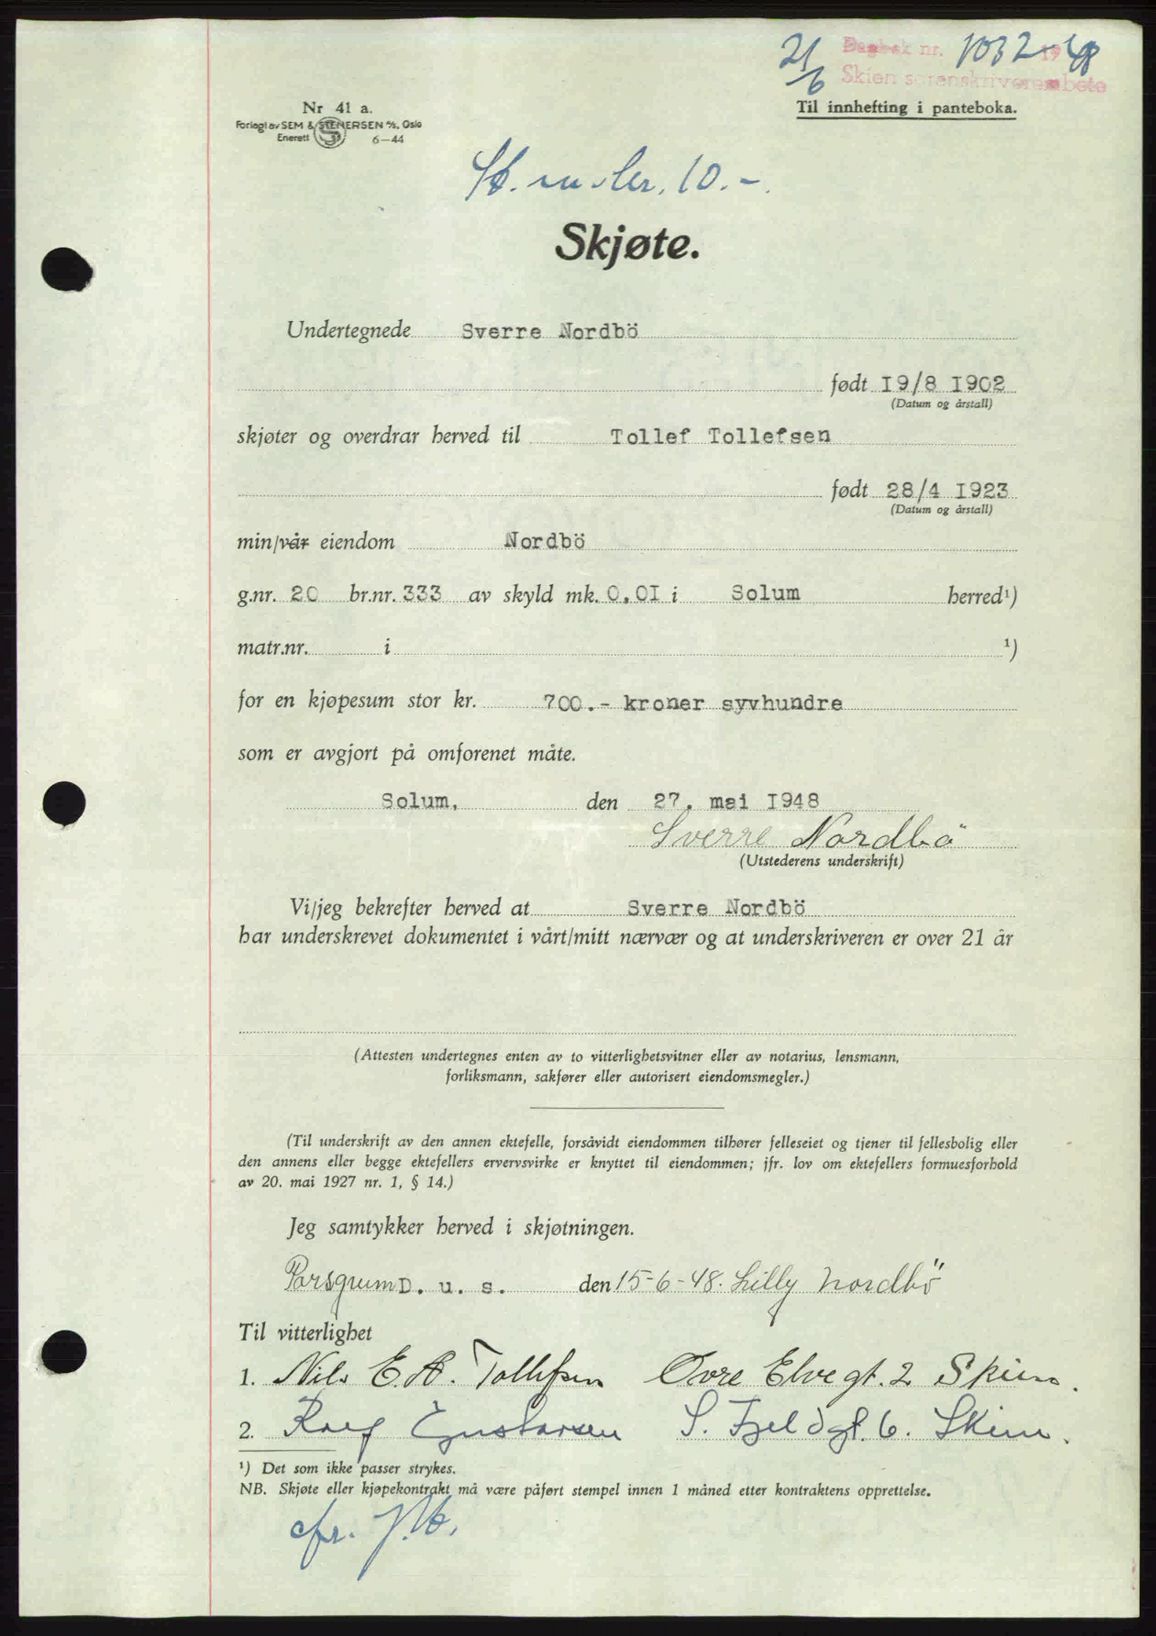 21/6 Dagbok nr. 1032 - 1948
Skien sorenskriverembete
Til innhefting i panteboka.
Nr 41 a.
Forlagt av SEM & STENERSEN A/S, Oslo
Enerett 6—44
St. m. kr. 10.-
Skjøte.
Undertegnede Sverre Nordbö
født 19/8 1902
(Datum og årstall)
skjøter og overdrar herved til Tollef Tollefsen
født 28/4 1923
(Datum og årstall)
min/vår eiendom Nordbö
g.nr. 20 br.nr. 333 av skyld mk. 0,01 i Solum herred¹)
matr.nr. i ¹)
for en kjøpesum stor kr. 700.- kroner syvhundre
som er avgjort på omforenet måte.
Solum, den 27. mai 1948
Sverre Nordbö
(Utstederens underskrift)
Vi/jeg bekrefter herved at Sverre Nordbö
har underskrevet dokumentet i vårt/mitt nærvær og at underskriveren er over 21 år
(Attesten undertegnes enten av to vitterlighetsvitner eller av notarius, lensmann,
forliksmann, sakfører eller autorisert eiendomsmegler.)
(Til underskrift av den annen ektefelle, forsåvidt eiendommen tilhører felleseiet og tjener til fellesbolig eller
den annens eller begge ektefellers ervervsvirke er knyttet til eiendommen; jfr. lov om ektefellers formuesforhold
av 20. mai 1927 nr. 1, § 14.)
Jeg samtykker herved i skjøtningen.
Porsgrunn D. u. s. den 15-6-48. Lilly Nordbö
Til vitterlighet
1. Nils E. A. Tollefsen Øvre Elvegt. 2 Skien.
2. Rolf Gustavsen S. Fjeldgt. 6. Skien.
¹) Det som ikke passer strykes.
NB. Skjøte eller kjøpekontrakt må være påført stempel innen 1 måned etter kontraktens opprettelse.
cfr.